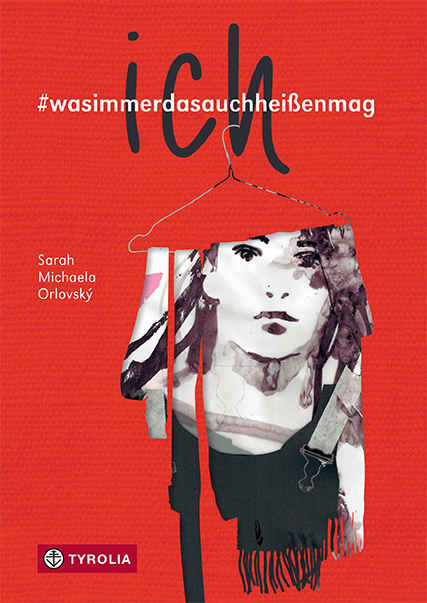 ich
#wasimmerdasauchheißenmag
Sarah
Michaela
Orlovský
TYROLIA